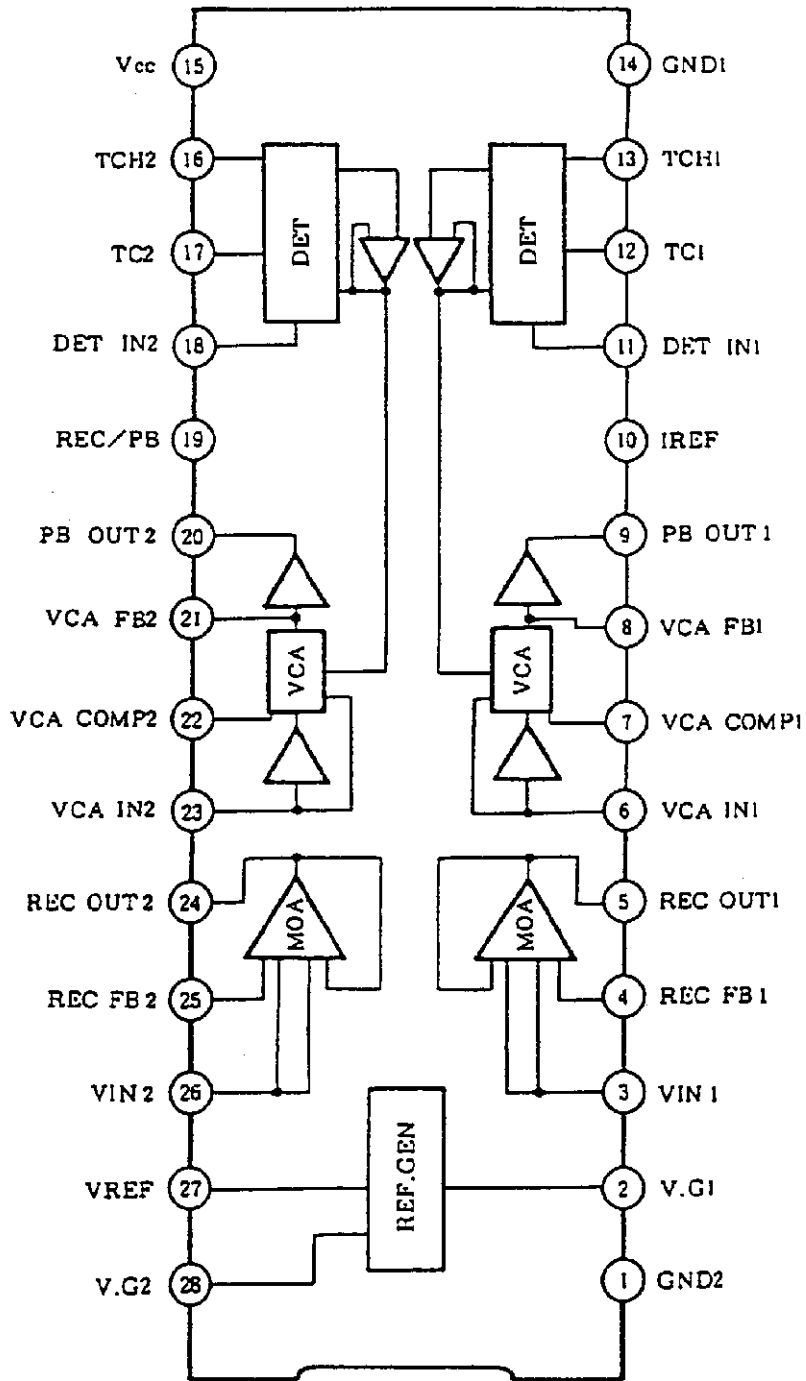 Vcc 15 14 GND1
TCH2 16 13 TCH1
DET DET
TC2 17 12 TC1
DET IN2 18 11 DET IN1
REC/PB 19 10 IREF
PB OUT2 20 9 PB OUT1
VCA FB2 21 8 VCA FB1
VCA VCA
VCA COMP2 22 7 VCA COMP1
VCA IN2 23 6 VCA IN1
REC OUT2 24 5 REC OUT1
MOA MOA
REC FB2 25 4 REC FB1
VIN2 26 3 VIN1
REF.GEN
VREF 27 2 V.G1
V.G2 28 1 GND2